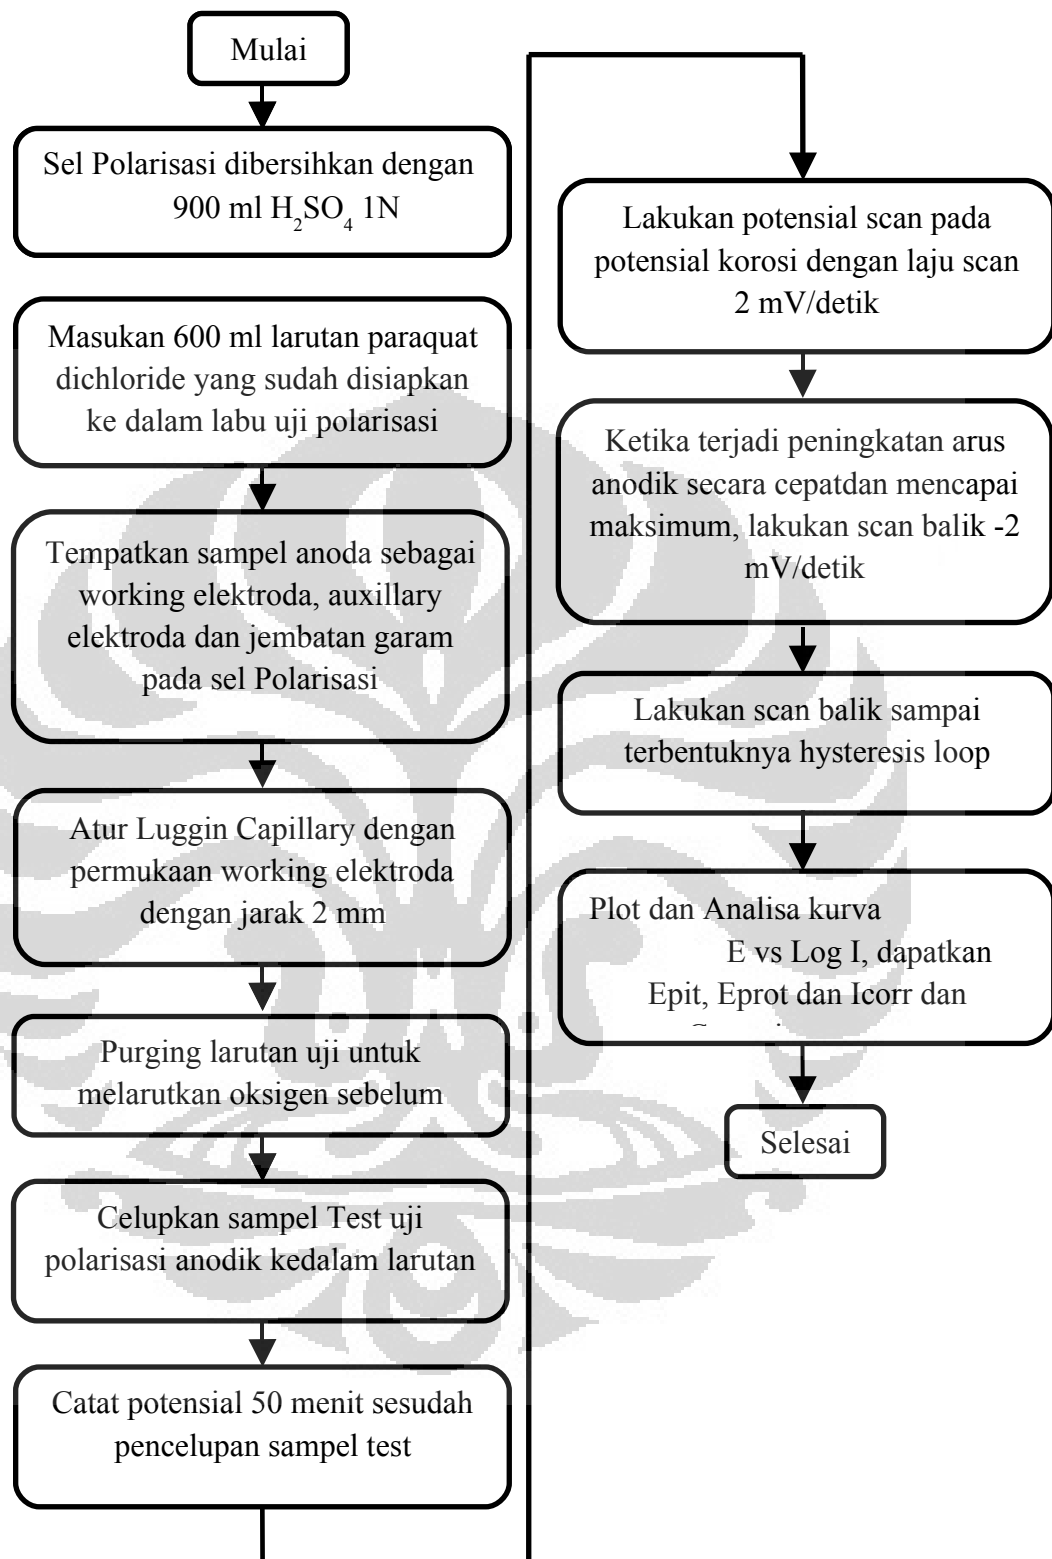 Mulai
Sel Polarisasi dibersihkan dengan
900 ml H₂SO₄ 1N
Masukan 600 ml larutan paraquat
dichloride yang sudah disiapkan
ke dalam labu uji polarisasi
Tempatkan sampel anoda sebagai
working elektroda, auxillary
elektroda dan jembatan garam
pada sel Polarisasi
Atur Luggin Capillary dengan
permukaan working elektroda
dengan jarak 2 mm
Purging larutan uji untuk
melarutkan oksigen sebelum
Celupkan sampel Test uji
polarisasi anodik kedalam larutan
Catat potensial 50 menit sesudah
pencelupan sampel test
Lakukan potensial scan pada
potensial korosi dengan laju scan
2 mV/detik
Ketika terjadi peningkatan arus
anodik secara cepatdan mencapai
maksimum, lakukan scan balik -2
mV/detik
Lakukan scan balik sampai
terbentuknya hysteresis loop
Plot dan Analisa kurva
E vs Log I, dapatkan
Epit, Eprot dan Icorr dan
Selesai